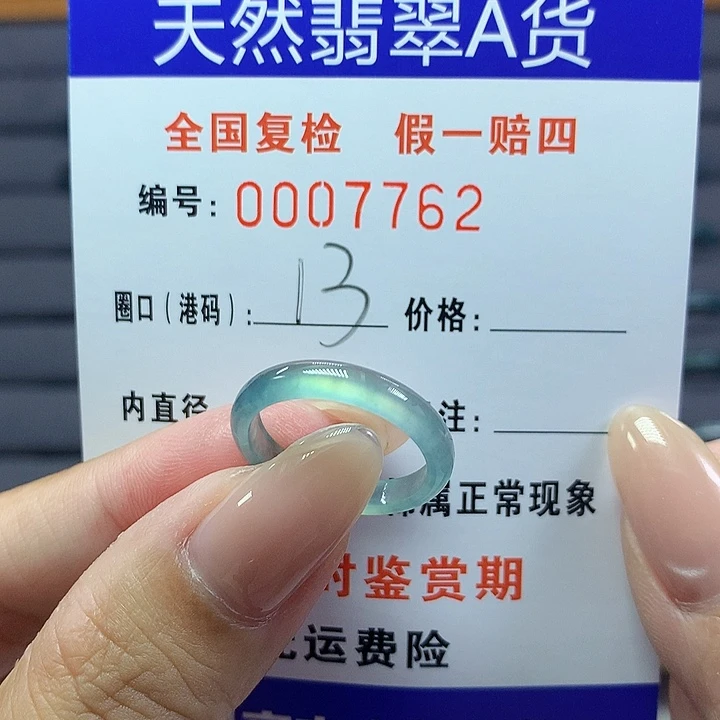 天然翡翠A货
全国复检 假一赔四
编号: 0007762
圈口(港码): 13 价格:
内直径 注:
属正常现象
时鉴赏期
运费险